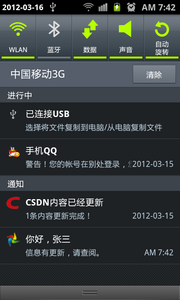 2012-03-16 AM 7:42
WLAN 蓝牙 数据 声音 自动
旋转
中国移动3G 清除
进行中
已连接USB
选择将文件复制到电脑/从电脑复制文件
手机QQ
警告！您的帐号在别处登录， 2012-03-15
通知
CSDN内容已经更新
1条内容更新完成！ 2012-03-15
你好，张三
信息有更新，请查阅。 AM 7:42